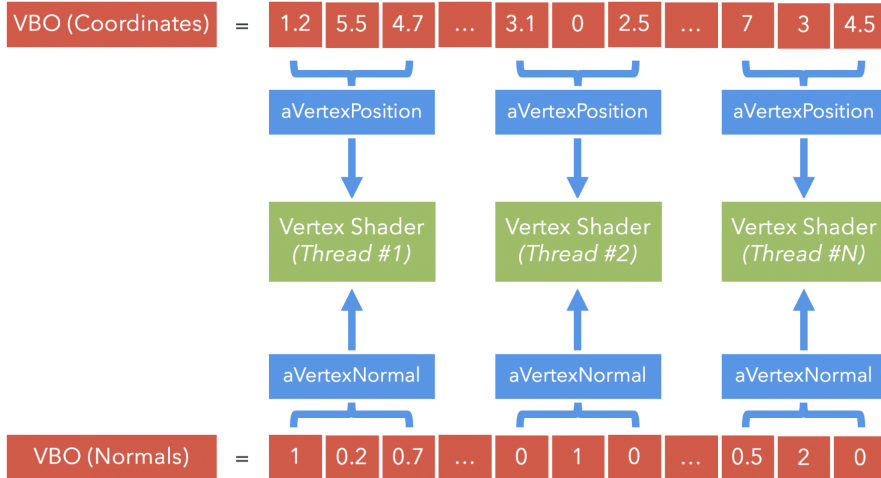 VBO (Coordinates) = 1.2 5.5 4.7 ... 3.1 0 2.5 ... 7 3 4.5
aVertexPosition aVertexPosition aVertexPosition
Vertex Shader Vertex Shader Vertex Shader
(Thread #1) (Thread #2) (Thread #N)
aVertexNormal aVertexNormal aVertexNormal
VBO (Normals) = 1 0.2 0.7 ... 0 1 0 ... 0.5 2 0